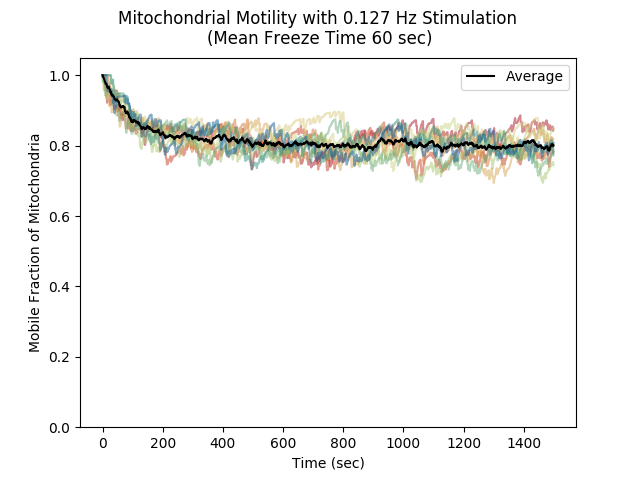 Mitochondrial Motility with 0.127 Hz Stimulation
(Mean Freeze Time 60 sec)
Average
Mobile Fraction of Mitochondria
1.0
0.8
0.6
0.4
0.2
0.0
0 200 400 600 800 1000 1200 1400
Time (sec)